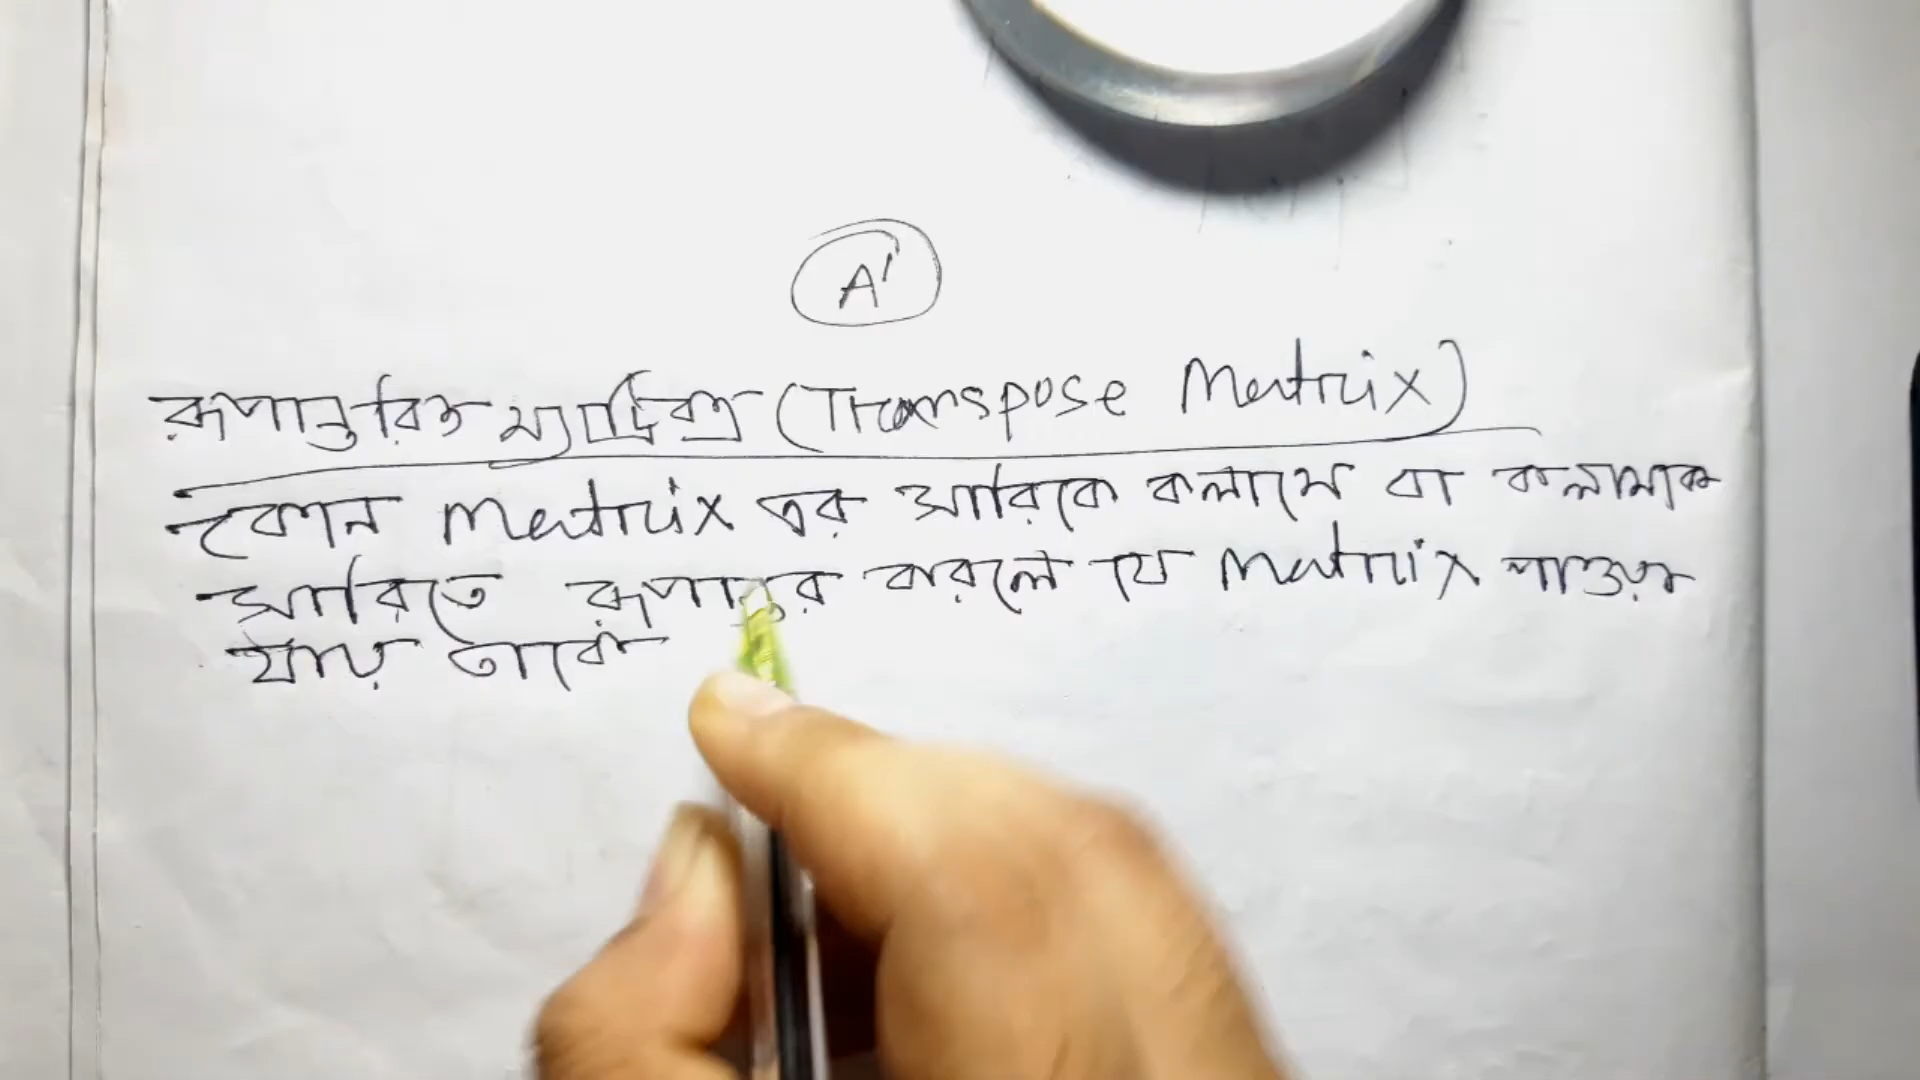 A'
রূপান্তরিত ম্যাট্রিক্স (Transpose Matrix)
কোন Matrix এর সারিকে কলামে বা কলামকে
সারিতে রূপান্তর করলে যে Matrix পাওয়া
যায় তাকে